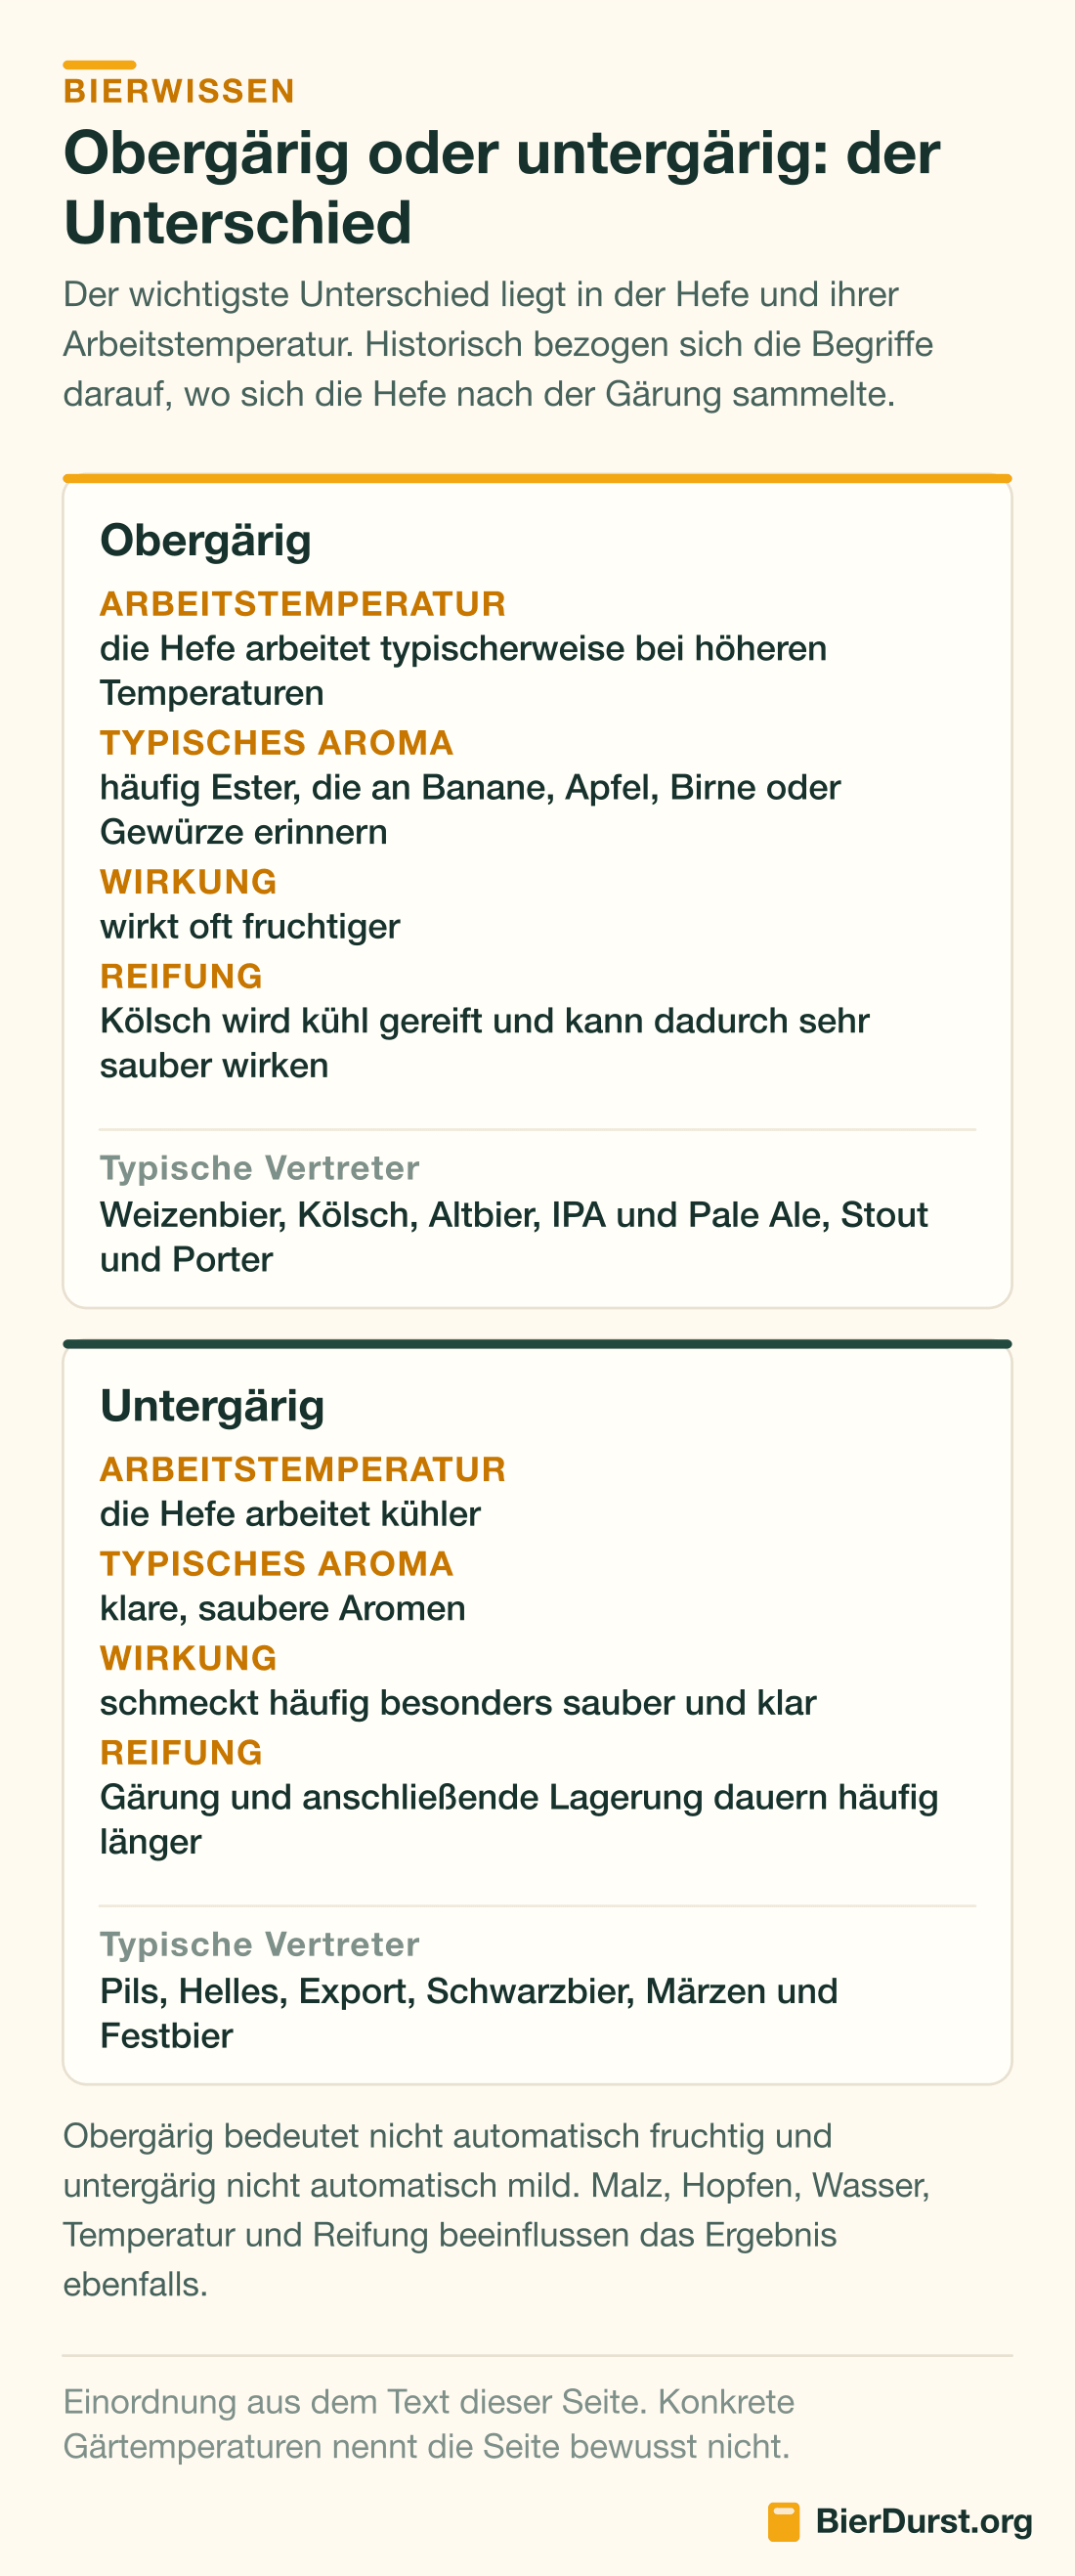 BIERWISSEN
Obergärig oder untergärig: der
Unterschied
Der wichtigste Unterschied liegt in der Hefe und ihrer
Arbeitstemperatur. Historisch bezogen sich die Begriffe
darauf, wo sich die Hefe nach der Gärung sammelte.
Obergärig
ARBEITSTEMPERATUR
die Hefe arbeitet typischerweise bei höheren
Temperaturen
TYPISCHES AROMA
häufig Ester, die an Banane, Apfel, Birne oder
Gewürze erinnern
WIRKUNG
wirkt oft fruchtiger
REIFUNG
Kölsch wird kühl gereift und kann dadurch sehr
sauber wirken
Typische Vertreter
Weizenbier, Kölsch, Altbier, IPA und Pale Ale, Stout
und Porter
Untergärig
ARBEITSTEMPERATUR
die Hefe arbeitet kühler
TYPISCHES AROMA
klare, saubere Aromen
WIRKUNG
schmeckt häufig besonders sauber und klar
REIFUNG
Gärung und anschließende Lagerung dauern häufig
länger
Typische Vertreter
Pils, Helles, Export, Schwarzbier, Märzen und
Festbier
Obergärig bedeutet nicht automatisch fruchtig und
untergärig nicht automatisch mild. Malz, Hopfen, Wasser,
Temperatur und Reifung beeinflussen das Ergebnis
ebenfalls.
Einordnung aus dem Text dieser Seite. Konkrete
Gärtemperaturen nennt die Seite bewusst nicht.
BierDurst.org